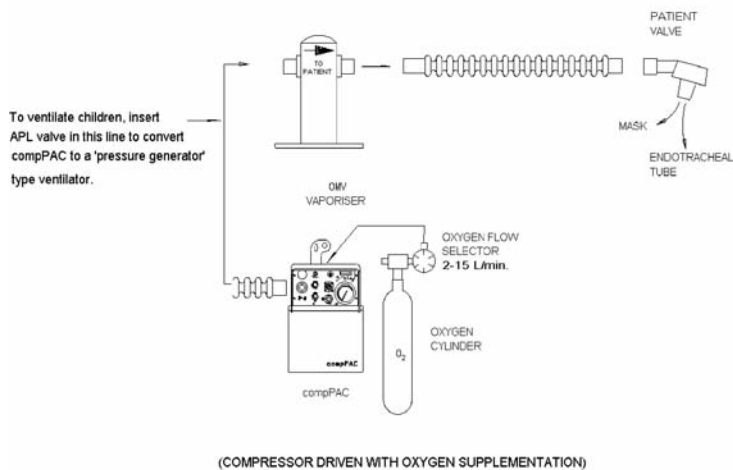 PATIENT
VALVE
TO
PATIENT
To ventilate children, insert
APL valve in this line to convert
compPAC to a 'pressure generator'
type ventilator.
MASK
ENDOTRACHEAL
TUBE
OMV
VAPORISER
OXYGEN FLOW
SELECTOR
2-15 L/min.
OXYGEN
CYLINDER
O2
compPAC
compPAC
(COMPRESSOR DRIVEN WITH OXYGEN SUPPLEMENTATION)